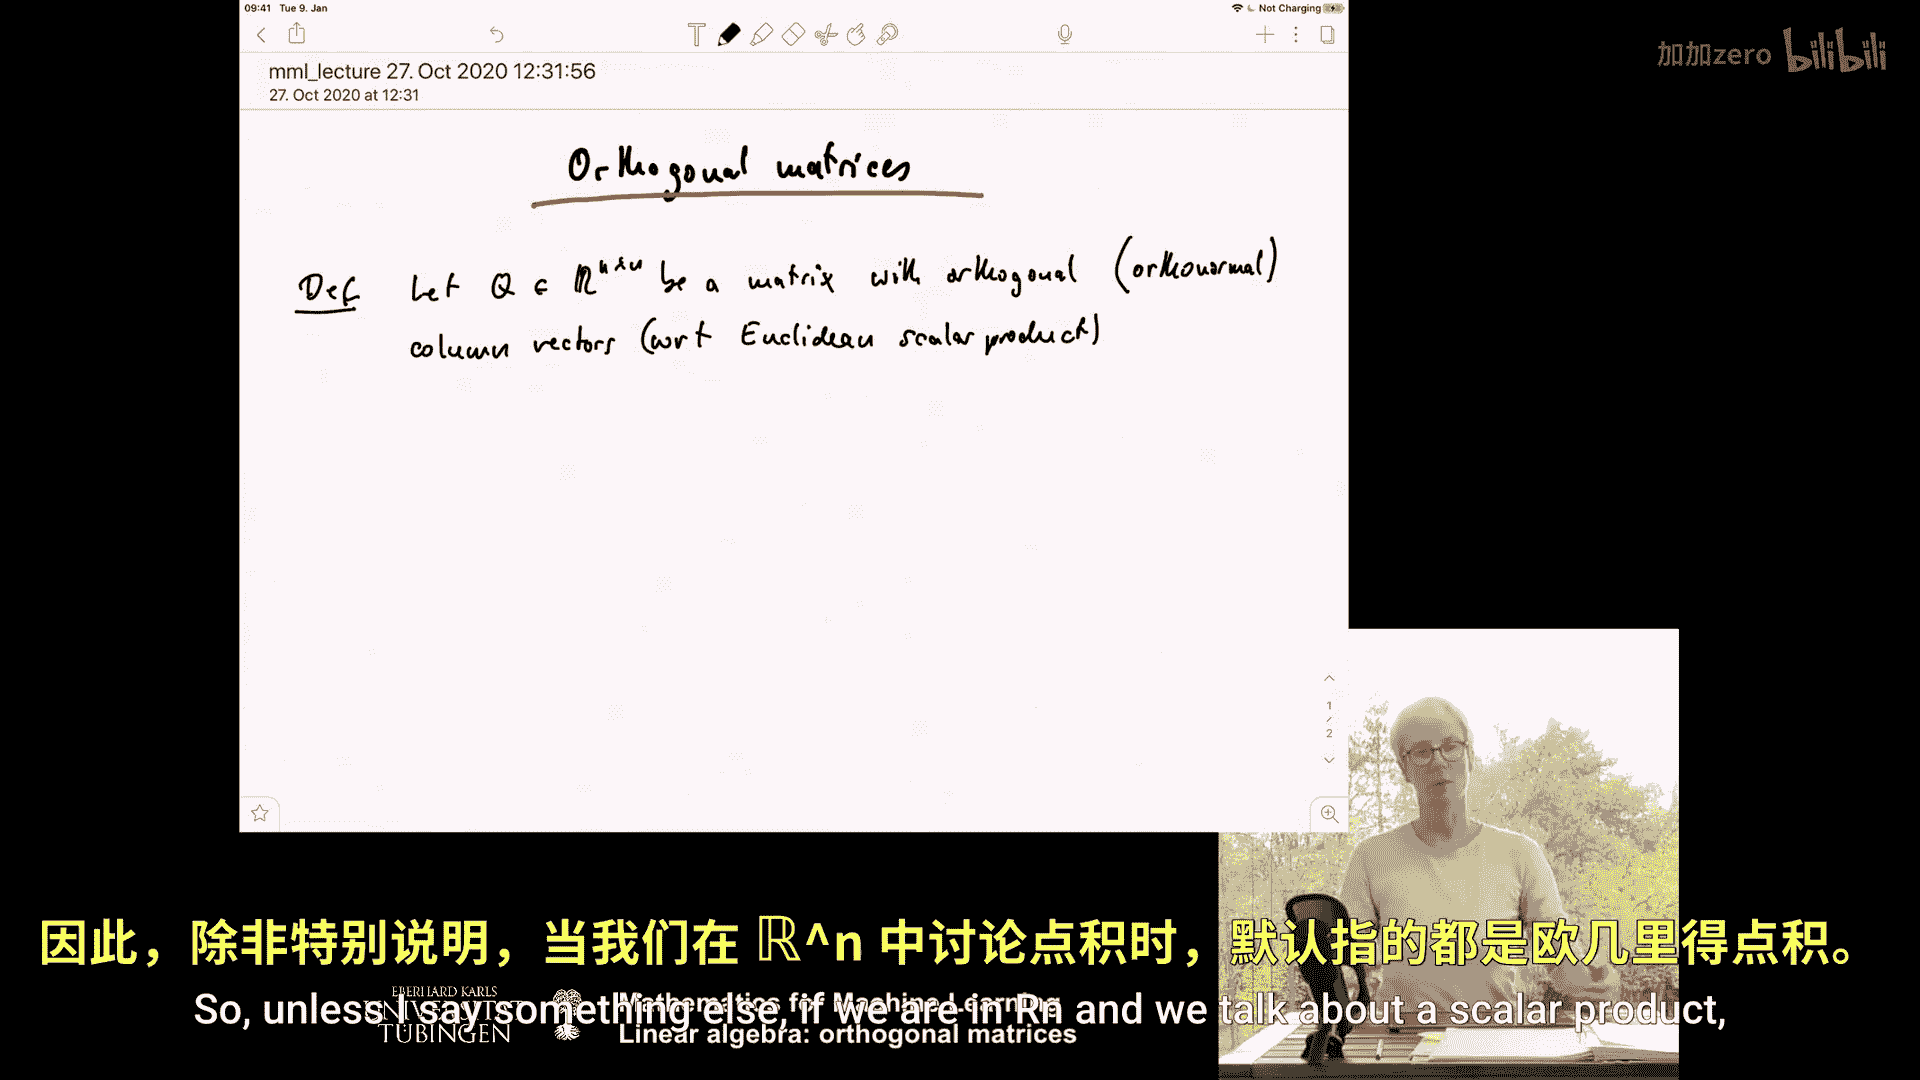 09:41 Tue 9. Jan
Not Charging
加加zero bilibili
mml_lecture 27. Oct 2020 12:31:56
27. Oct 2020 at 12:31
Orthogonal matrices
Def Let Q ∈ ℝⁿˣⁿ be a matrix with orthogonal (orthonormal)
column vectors (wrt Euclidean scalar product)
1
/
2
因此，除非特别说明，当我们在 ℝ^n 中讨论点积时，默认指的都是欧几里得点积。
So, unless I say something else, if we are in Rn and we talk about a scalar product,
EBERHARD KARLS
UNIVERSITÄT
TÜBINGEN
Mathematics for Machine Learning
Linear algebra: orthogonal matrices